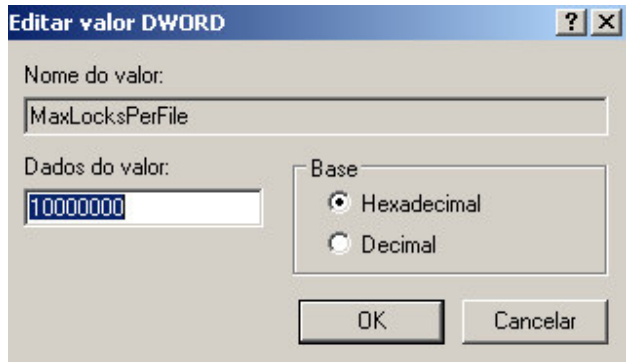 Editar valor DWORD
Nome do valor:
MaxLocksPerFile
Dados do valor:
10000000
Base
Hexadecimal
Decimal
OK
Cancelar